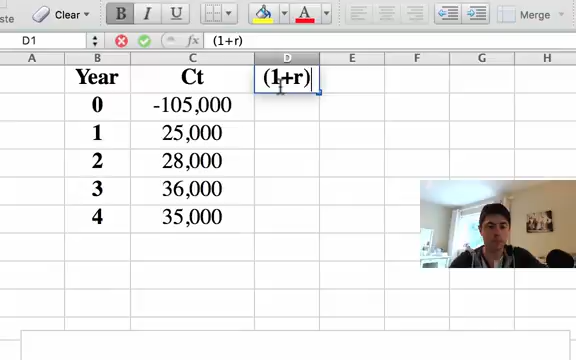 Clear B I U A Merge
D1 (1+r)
A B C D E F G H
Year Ct (1+r)
0 -105,000
1 25,000
2 28,000
3 36,000
4 35,000